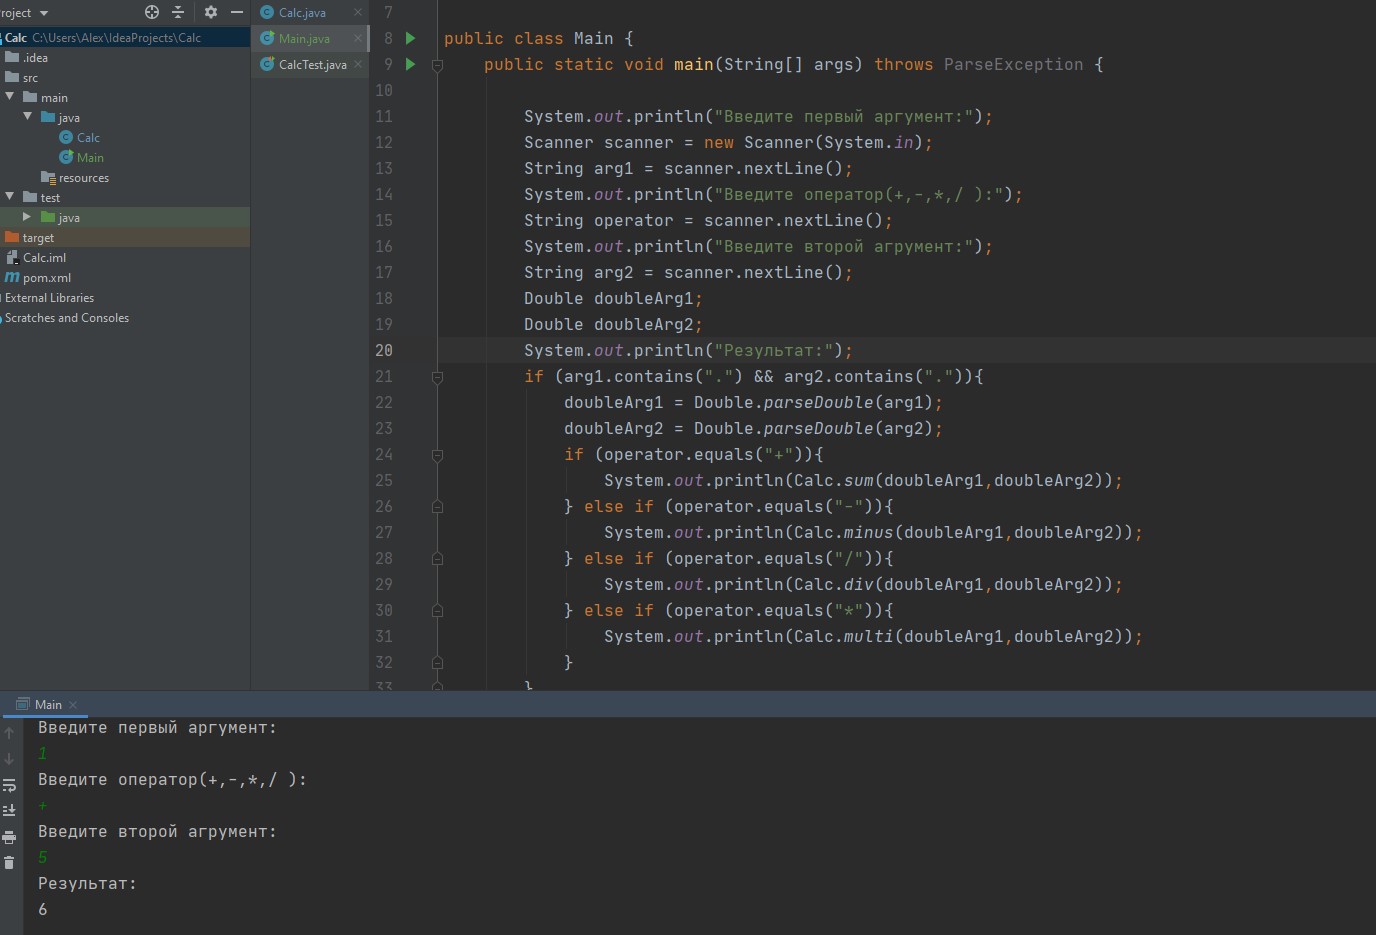 roject
Calc C:\Users\Alex\IdeaProjects\Calc
.idea
src
main
java
Calc
Main
resources
test
java
target
Calc.iml
pom.xml
External Libraries
Scratches and Consoles
Calc.java
Main.java
CalcTest.java
7
8 public class Main {
9 public static void main(String[] args) throws ParseException {
10
11 System.out.println("Введите первый аргумент:");
12 Scanner scanner = new Scanner(System.in);
13 String arg1 = scanner.nextLine();
14 System.out.println("Введите оператор(+,-,*,/ ):");
15 String operator = scanner.nextLine();
16 System.out.println("Введите второй агрумент:");
17 String arg2 = scanner.nextLine();
18 Double doubleArg1;
19 Double doubleArg2;
20 System.out.println("Результат:");
21 if (arg1.contains(".") && arg2.contains(".")){
22 doubleArg1 = Double.parseDouble(arg1);
23 doubleArg2 = Double.parseDouble(arg2);
24 if (operator.equals("+")){
25 System.out.println(Calc.sum(doubleArg1,doubleArg2));
26 } else if (operator.equals("-")){
27 System.out.println(Calc.minus(doubleArg1,doubleArg2));
28 } else if (operator.equals("/")){
29 System.out.println(Calc.div(doubleArg1,doubleArg2));
30 } else if (operator.equals("*")){
31 System.out.println(Calc.multi(doubleArg1,doubleArg2));
32 }
33 }
Main
Введите первый аргумент:
1
Введите оператор(+,-,*,/ ):
+
Введите второй агрумент:
5
Результат:
6